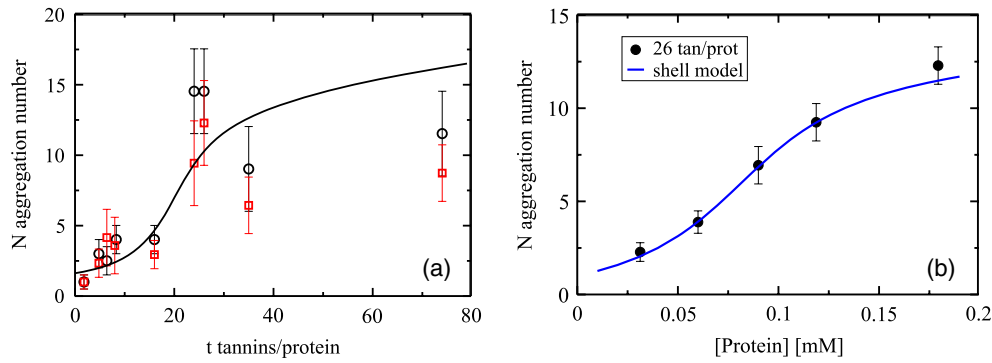 N aggregation number
20
15
10
5
0
0
20
40
60
80
t tannins/protein
(a)
N aggregation number
15
10
5
0
0
0.05
0.1
0.15
0.2
[Protein] [mM]
26 tan/prot
shell model
(b)